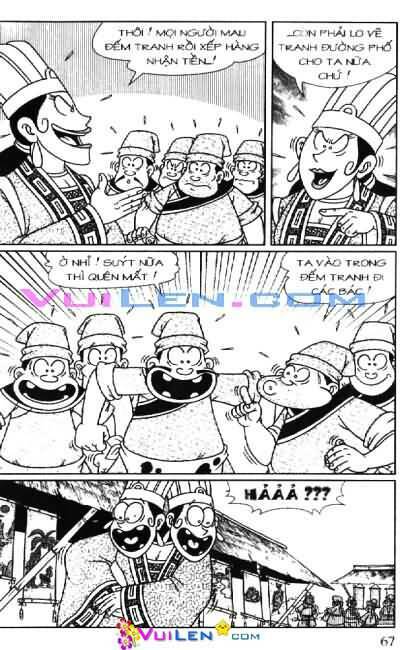 THÔI! MỌI NGƯỜI MAU
ĐẾM TRANH RỒI XẾP HÀNG
NHẬN TIỀN...!
...CON PHẢI LO VẼ
TRANH ĐƯỜNG PHỐ
CHO TA NỮA
CHỨ!
Ở NHỈ! SUÝT NỮA
THÌ QUÊN MẤT!
TA VÀO TRONG
ĐẾM TRANH ĐI
CÁC BÁC!
VUILEN.COM
HẢẢẢ ???
VUILEN.COM
67